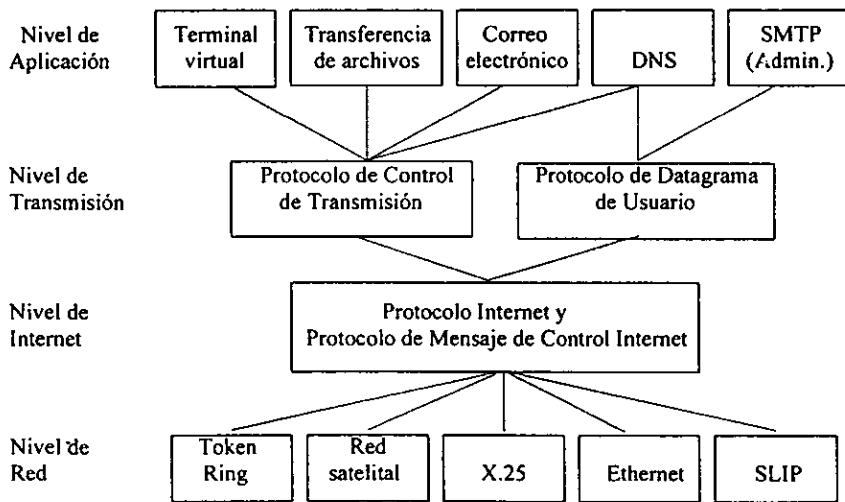 Nivel de
Aplicación
Terminal
virtual
Transferencia
de archivos
Correo
electrónico
DNS
SMTP
(Admin.)
Nivel de
Transmisión
Protocolo de Control
de Transmisión
Protocolo de Datagrama
de Usuario
Nivel de
Internet
Protocolo Internet y
Protocolo de Mensaje de Control Internet
Nivel de
Red
Token
Ring
Red
satelital
X.25
Ethernet
SLIP